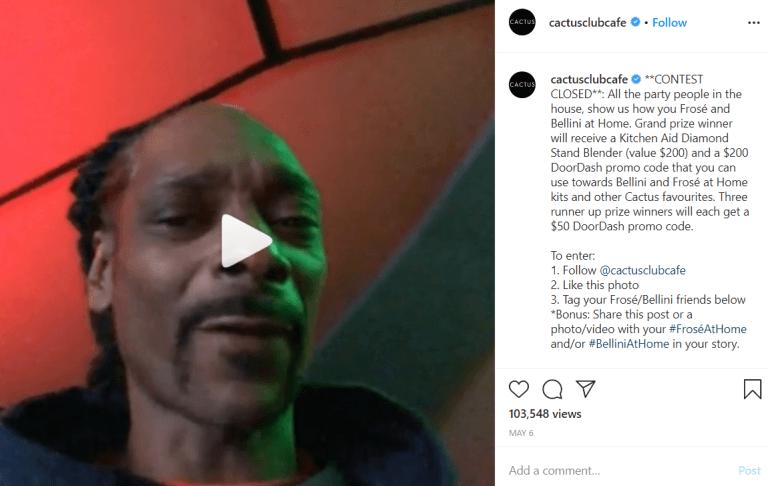 CACTUS
cactusclubcafe • Follow
CACTUS
cactusclubcafe **CONTEST
CLOSED**: All the party people in the
house, show us how you Frosé and
Bellini at Home. Grand prize winner
will receive a Kitchen Aid Diamond
Stand Blender (value $200) and a $200
DoorDash promo code that you can
use towards Bellini and Frosé at Home
kits and other Cactus favourites. Three
runner up prize winners will each get a
$50 DoorDash promo code.
To enter:
1. Follow @cactusclubcafe
2. Like this photo
3. Tag your Frosé/Bellini friends below
*Bonus: Share this post or a
photo/video with your #FroséAtHome
and/or #BelliniAtHome in your story.
103,548 views
MAY 6
Add a comment...
Post